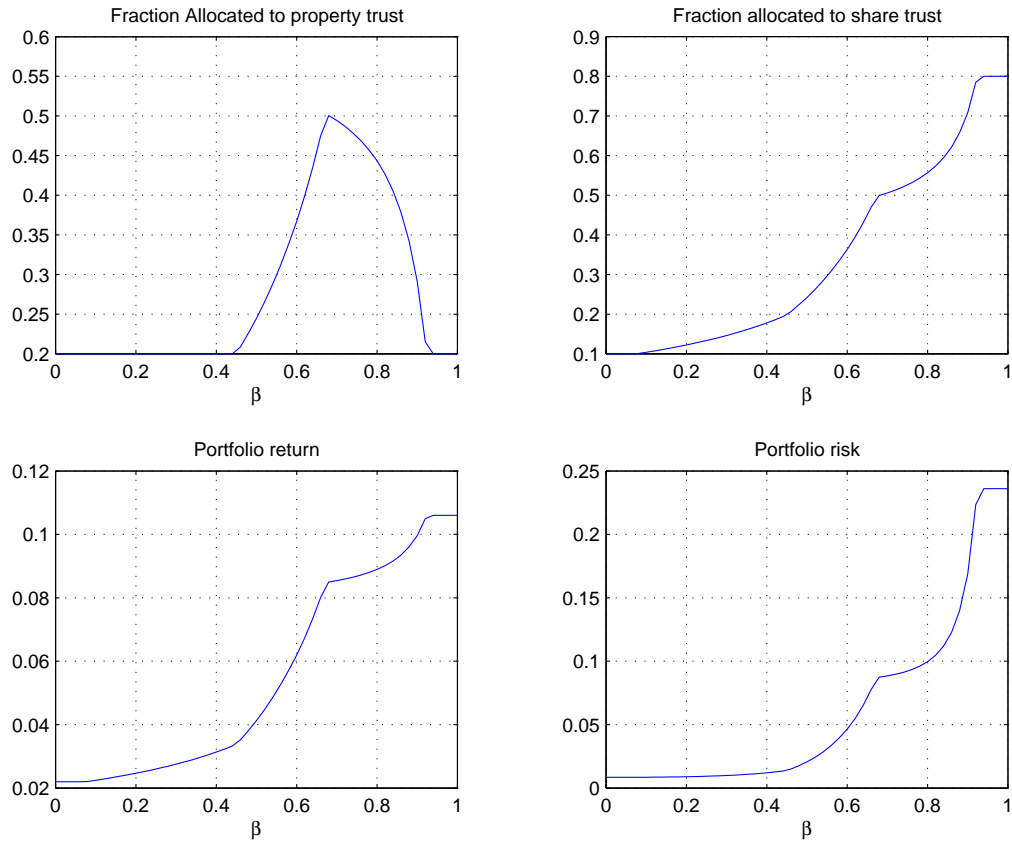 Fraction Allocated to property trust
0.6
0.55
0.5
0.45
0.4
0.35
0.3
0.25
0.2
0 0.2 0.4 0.6 0.8 1
β
Fraction allocated to share trust
0.9
0.8
0.7
0.6
0.5
0.4
0.3
0.2
0.1
0 0.2 0.4 0.6 0.8 1
β
Portfolio return
0.12
0.1
0.08
0.06
0.04
0.02
0 0.2 0.4 0.6 0.8 1
β
Portfolio risk
0.25
0.2
0.15
0.1
0.05
0
0 0.2 0.4 0.6 0.8 1
β